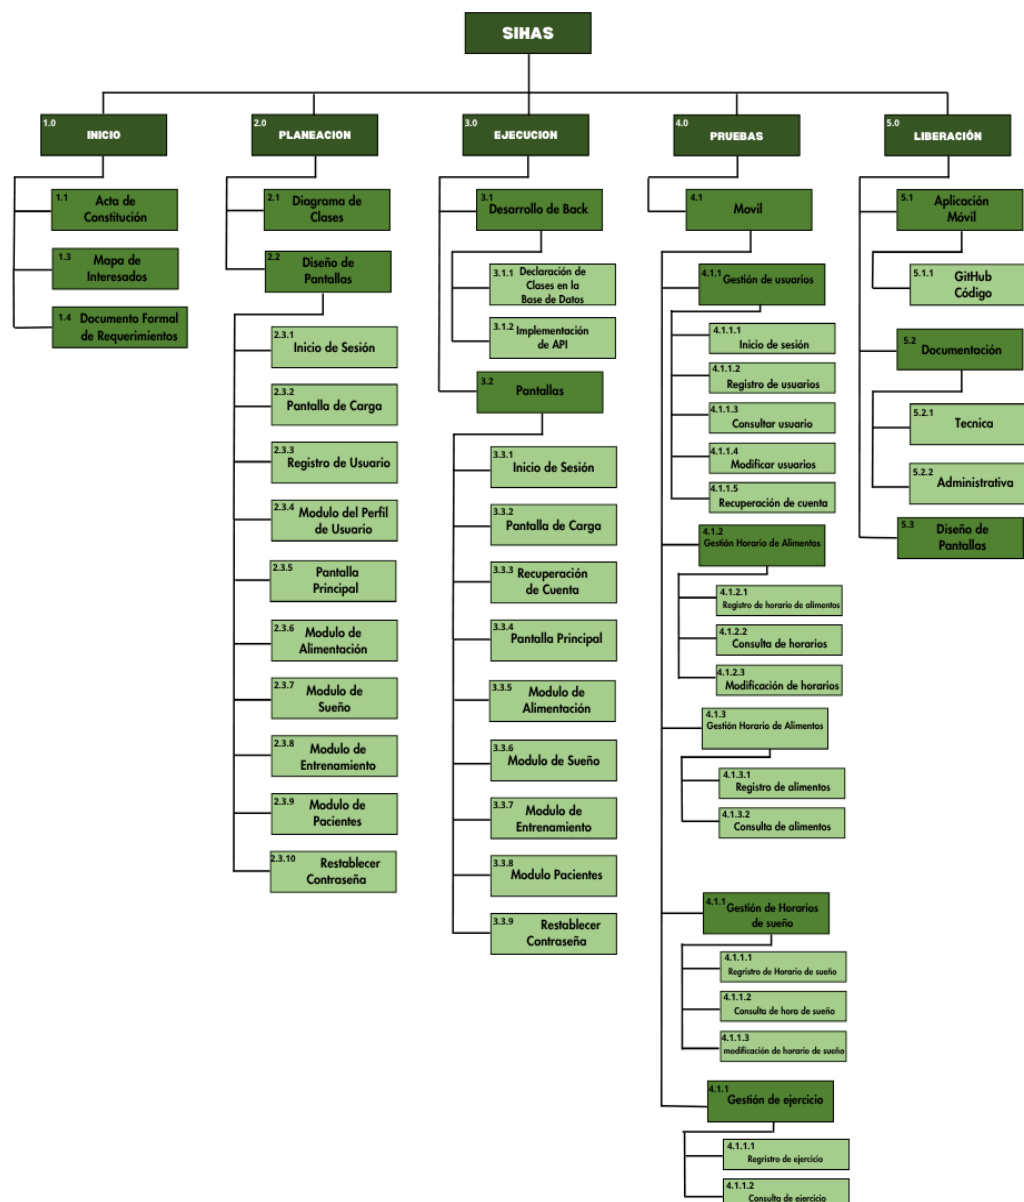 SIHAS
1.0
INICIO
1.1
Acta de
Constitución
1.3
Mapa de
Interesados
1.4 Documento Formal
de Requerimientos
2.0
PLANEACION
2.1
Diagrama de
Clases
2.2
Diseño de
Pantallas
2.3.1
Inicio de Sesión
2.3.2
Pantalla de Carga
2.3.3
Registro de Usuario
2.3.4
Modulo del Perfil
de Usuario
2.3.5
Pantalla
Principal
2.3.6
Modulo de
Alimentación
2.3.7
Modulo de
Sueño
2.3.8
Modulo de
Entrenamiento
2.3.9
Modulo de
Pacientes
2.3.10
Restablecer
Contraseña
3.0
EJECUCION
3.1
Desarrollo de Back
3.1.1 Declaración de
Clases en la
Base de Datos
3.1.2 Implementación
de API
3.2
Pantallas
3.3.1
Inicio de Sesión
3.3.2
Pantalla de Carga
3.3.3 Recuperación
de Cuenta
3.3.4
Pantalla Principal
3.3.5
Modulo de
Alimentación
3.3.6
Modulo de Sueño
3.3.7
Modulo de
Entrenamiento
3.3.8
Modulo Pacientes
3.3.9
Restablecer
Contraseña
4.0
PRUEBAS
4.1
Movil
4.1.1
Gestión de usuarios
4.1.1.1
Inicio de sesión
4.1.1.2
Registro de usuarios
4.1.1.3
Consultar usuario
4.1.1.4
Modificar usuarios
4.1.1.5
Recuperación de cuenta
4.1.2
Gestión Horario de Alimentos
4.1.2.1
Registro de horario de alimentos
4.1.2.2
Consulta de horarios
4.1.2.3
Modificación de horarios
4.1.3
Gestión Horario de Alimentos
4.1.3.1
Registro de alimentos
4.1.3.2
Consulta de alimentos
4.1.1
Gestión de Horarios
de sueño
4.1.1.1
Regristro de Horario de sueño
4.1.1.2
Consulta de hora de sueño
4.1.1.3
modificación de horario de sueño
4.1.1
Gestión de ejercicio
4.1.1.1
Regristro de ejercicio
4.1.1.2
Consulta de ejercicio
5.0
LIBERACIÓN
5.1
Aplicación
Móvil
5.1.1
GitHub
Código
5.2
Documentación
5.2.1
Tecnica
5.2.2
Administrativa
5.3
Diseño de
Pantallas